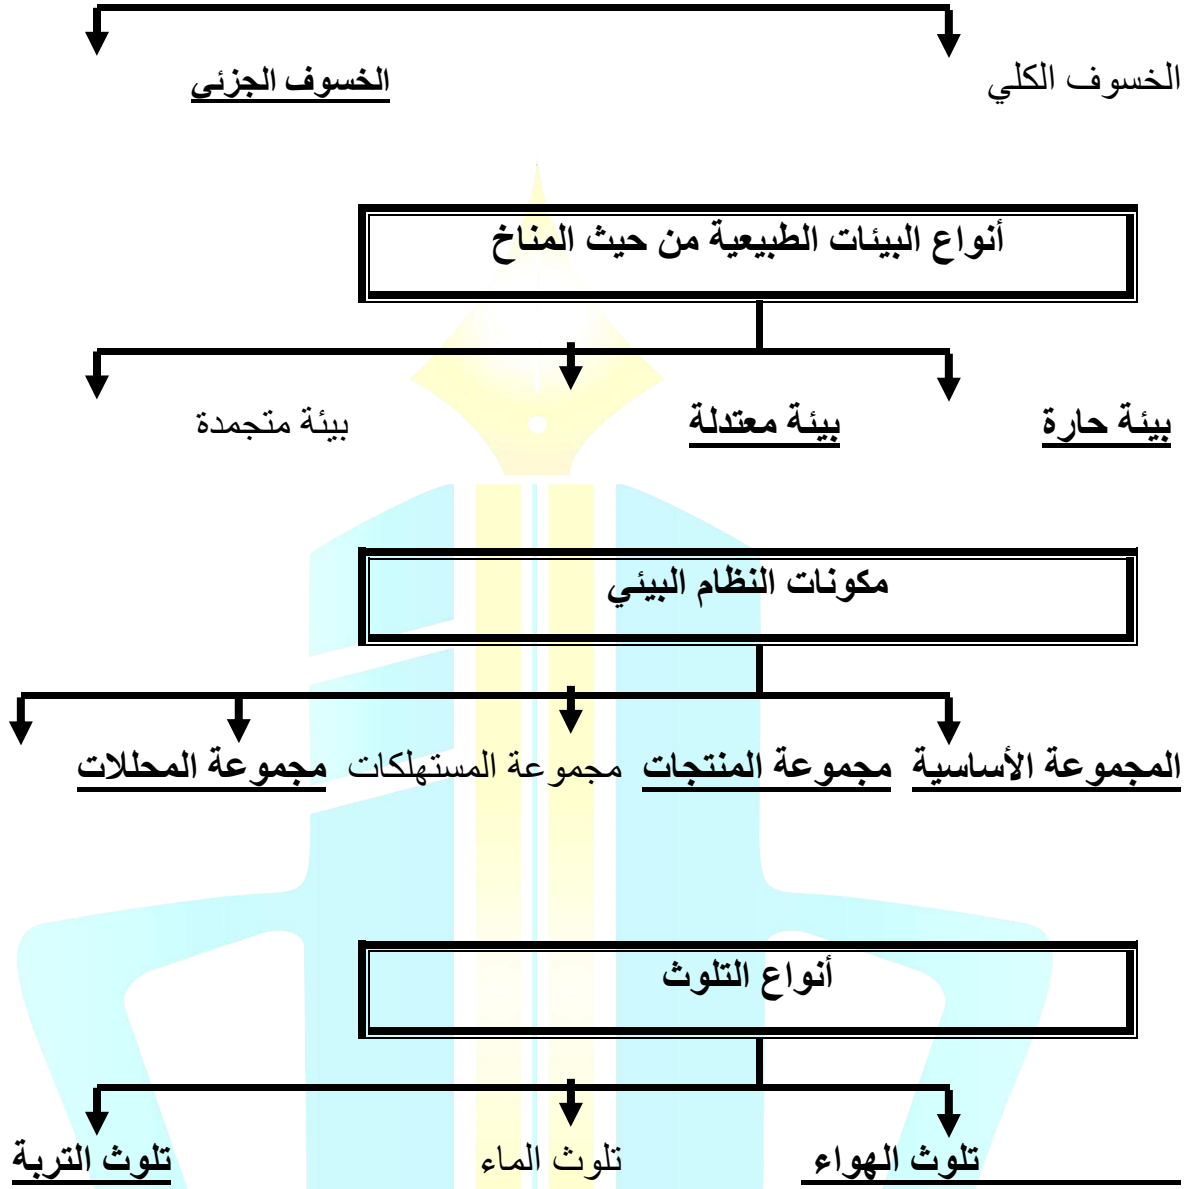 الخسوف الكلي الخسوف الجزئي
أنواع البيئات الطبيعية من حيث المناخ
بيئة حارة بيئة معتدلة بيئة متجمدة
مكونات النظام البيئي
المجموعة الأساسية مجموعة المنتجات مجموعة المستهلكات مجموعة المحللات
أنواع التلوث
تلوث الهواء تلوث الماء تلوث التربة